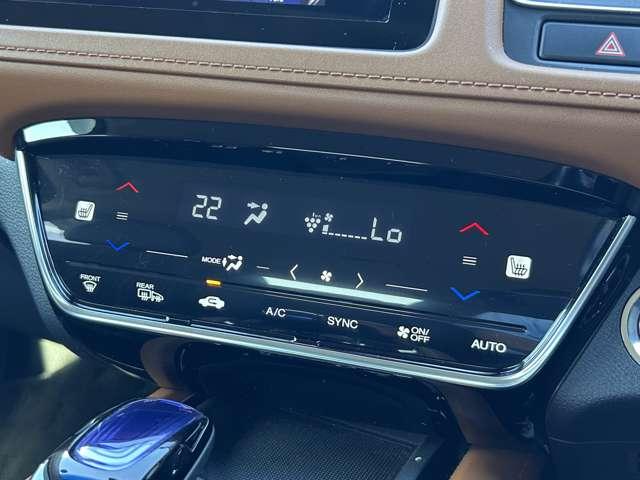 22 Lo
MODE
FRONT
REAR
A/C SYNC ON/
OFF AUTO